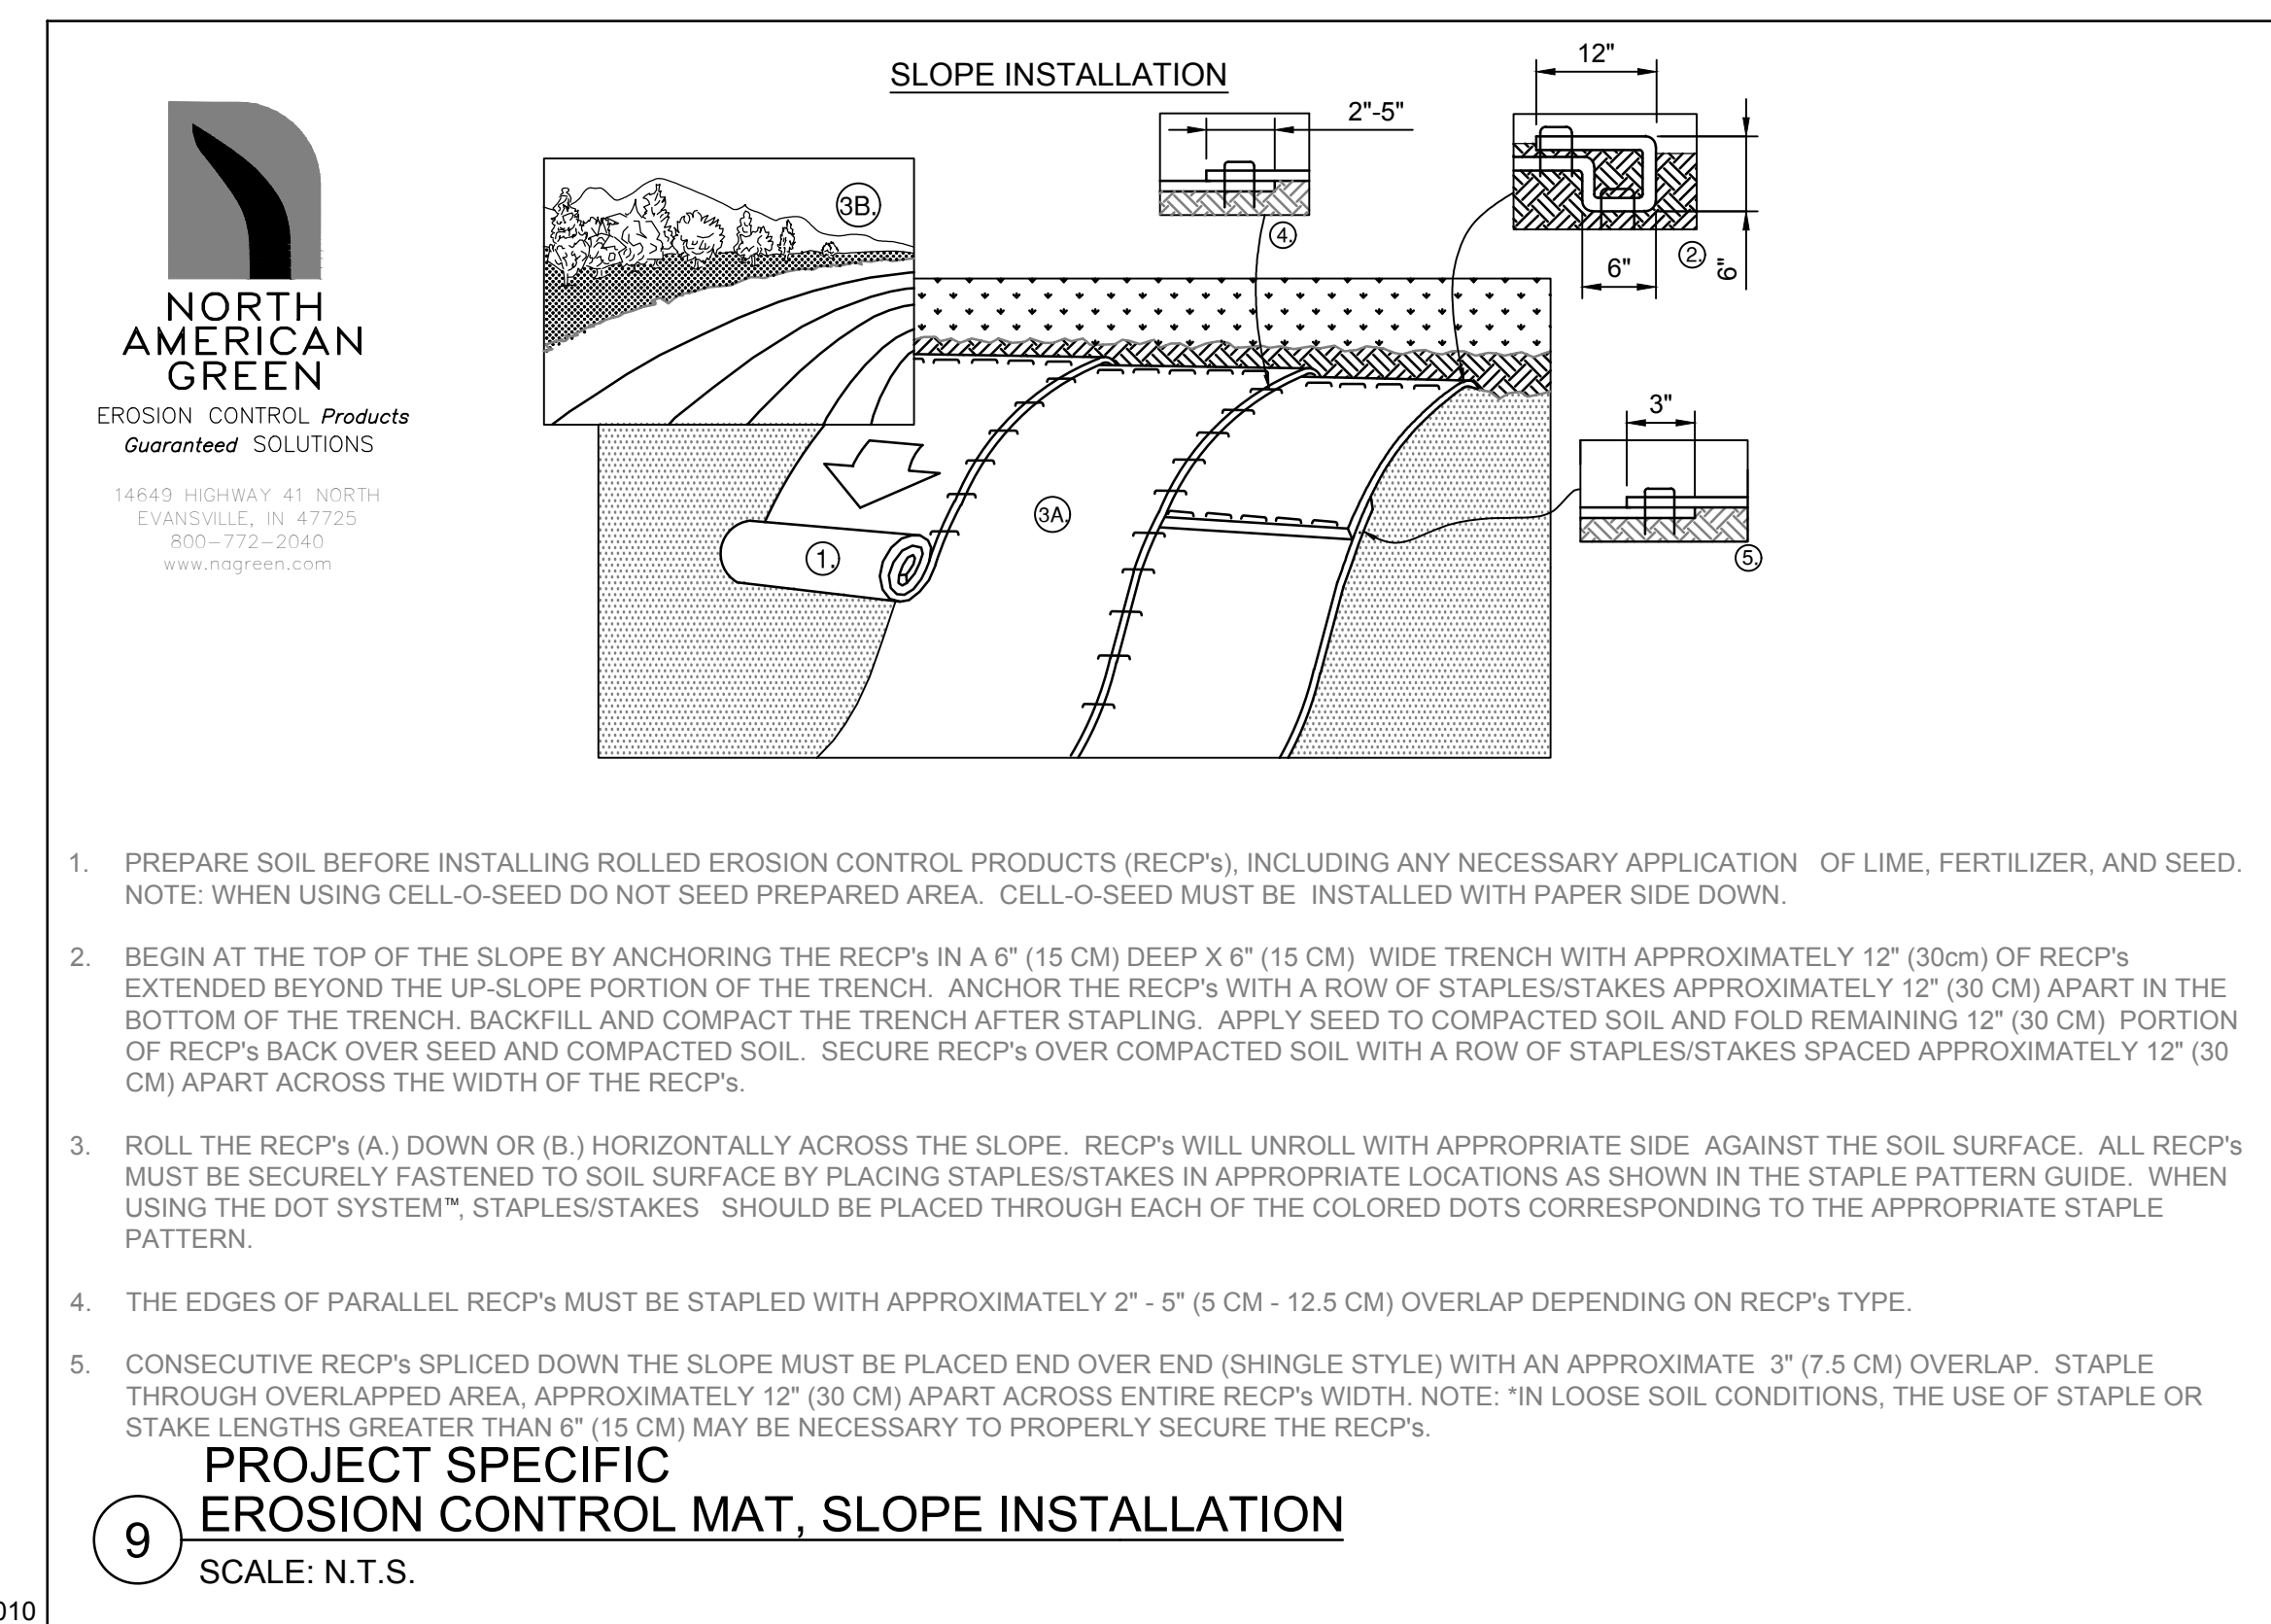 SLOPE INSTALLATION
12"
2"-5"
3B.
4.
2.
6"
6"
NORTH
AMERICAN
GREEN
EROSION CONTROL Products
Guaranteed SOLUTIONS
14649 HIGHWAY 41 NORTH
EVANSVILLE, IN 47725
800-772-2040
www.nagreen.com
3"
3A.
1.
5.
1. PREPARE SOIL BEFORE INSTALLING ROLLED EROSION CONTROL PRODUCTS (RECP's), INCLUDING ANY NECESSARY APPLICATION OF LIME, FERTILIZER, AND SEED.
NOTE: WHEN USING CELL-O-SEED DO NOT SEED PREPARED AREA. CELL-O-SEED MUST BE INSTALLED WITH PAPER SIDE DOWN.
2. BEGIN AT THE TOP OF THE SLOPE BY ANCHORING THE RECP's IN A 6" (15 CM) DEEP X 6" (15 CM) WIDE TRENCH WITH APPROXIMATELY 12" (30cm) OF RECP's
EXTENDED BEYOND THE UP-SLOPE PORTION OF THE TRENCH. ANCHOR THE RECP's WITH A ROW OF STAPLES/STAKES APPROXIMATELY 12" (30 CM) APART IN THE
BOTTOM OF THE TRENCH. BACKFILL AND COMPACT THE TRENCH AFTER STAPLING. APPLY SEED TO COMPACTED SOIL AND FOLD REMAINING 12" (30 CM) PORTION
OF RECP's BACK OVER SEED AND COMPACTED SOIL. SECURE RECP's OVER COMPACTED SOIL WITH A ROW OF STAPLES/STAKES SPACED APPROXIMATELY 12" (30
CM) APART ACROSS THE WIDTH OF THE RECP's.
3. ROLL THE RECP's (A.) DOWN OR (B.) HORIZONTALLY ACROSS THE SLOPE. RECP's WILL UNROLL WITH APPROPRIATE SIDE AGAINST THE SOIL SURFACE. ALL RECP's
MUST BE SECURELY FASTENED TO SOIL SURFACE BY PLACING STAPLES/STAKES IN APPROPRIATE LOCATIONS AS SHOWN IN THE STAPLE PATTERN GUIDE. WHEN
USING THE DOT SYSTEM™, STAPLES/STAKES SHOULD BE PLACED THROUGH EACH OF THE COLORED DOTS CORRESPONDING TO THE APPROPRIATE STAPLE
PATTERN.
4. THE EDGES OF PARALLEL RECP's MUST BE STAPLED WITH APPROXIMATELY 2" - 5" (5 CM - 12.5 CM) OVERLAP DEPENDING ON RECP's TYPE.
5. CONSECUTIVE RECP's SPLICED DOWN THE SLOPE MUST BE PLACED END OVER END (SHINGLE STYLE) WITH AN APPROXIMATE 3" (7.5 CM) OVERLAP. STAPLE
THROUGH OVERLAPPED AREA, APPROXIMATELY 12" (30 CM) APART ACROSS ENTIRE RECP's WIDTH. NOTE: *IN LOOSE SOIL CONDITIONS, THE USE OF STAPLE OR
STAKE LENGTHS GREATER THAN 6" (15 CM) MAY BE NECESSARY TO PROPERLY SECURE THE RECP's.
PROJECT SPECIFIC
9 EROSION CONTROL MAT, SLOPE INSTALLATION
SCALE: N.T.S.
010